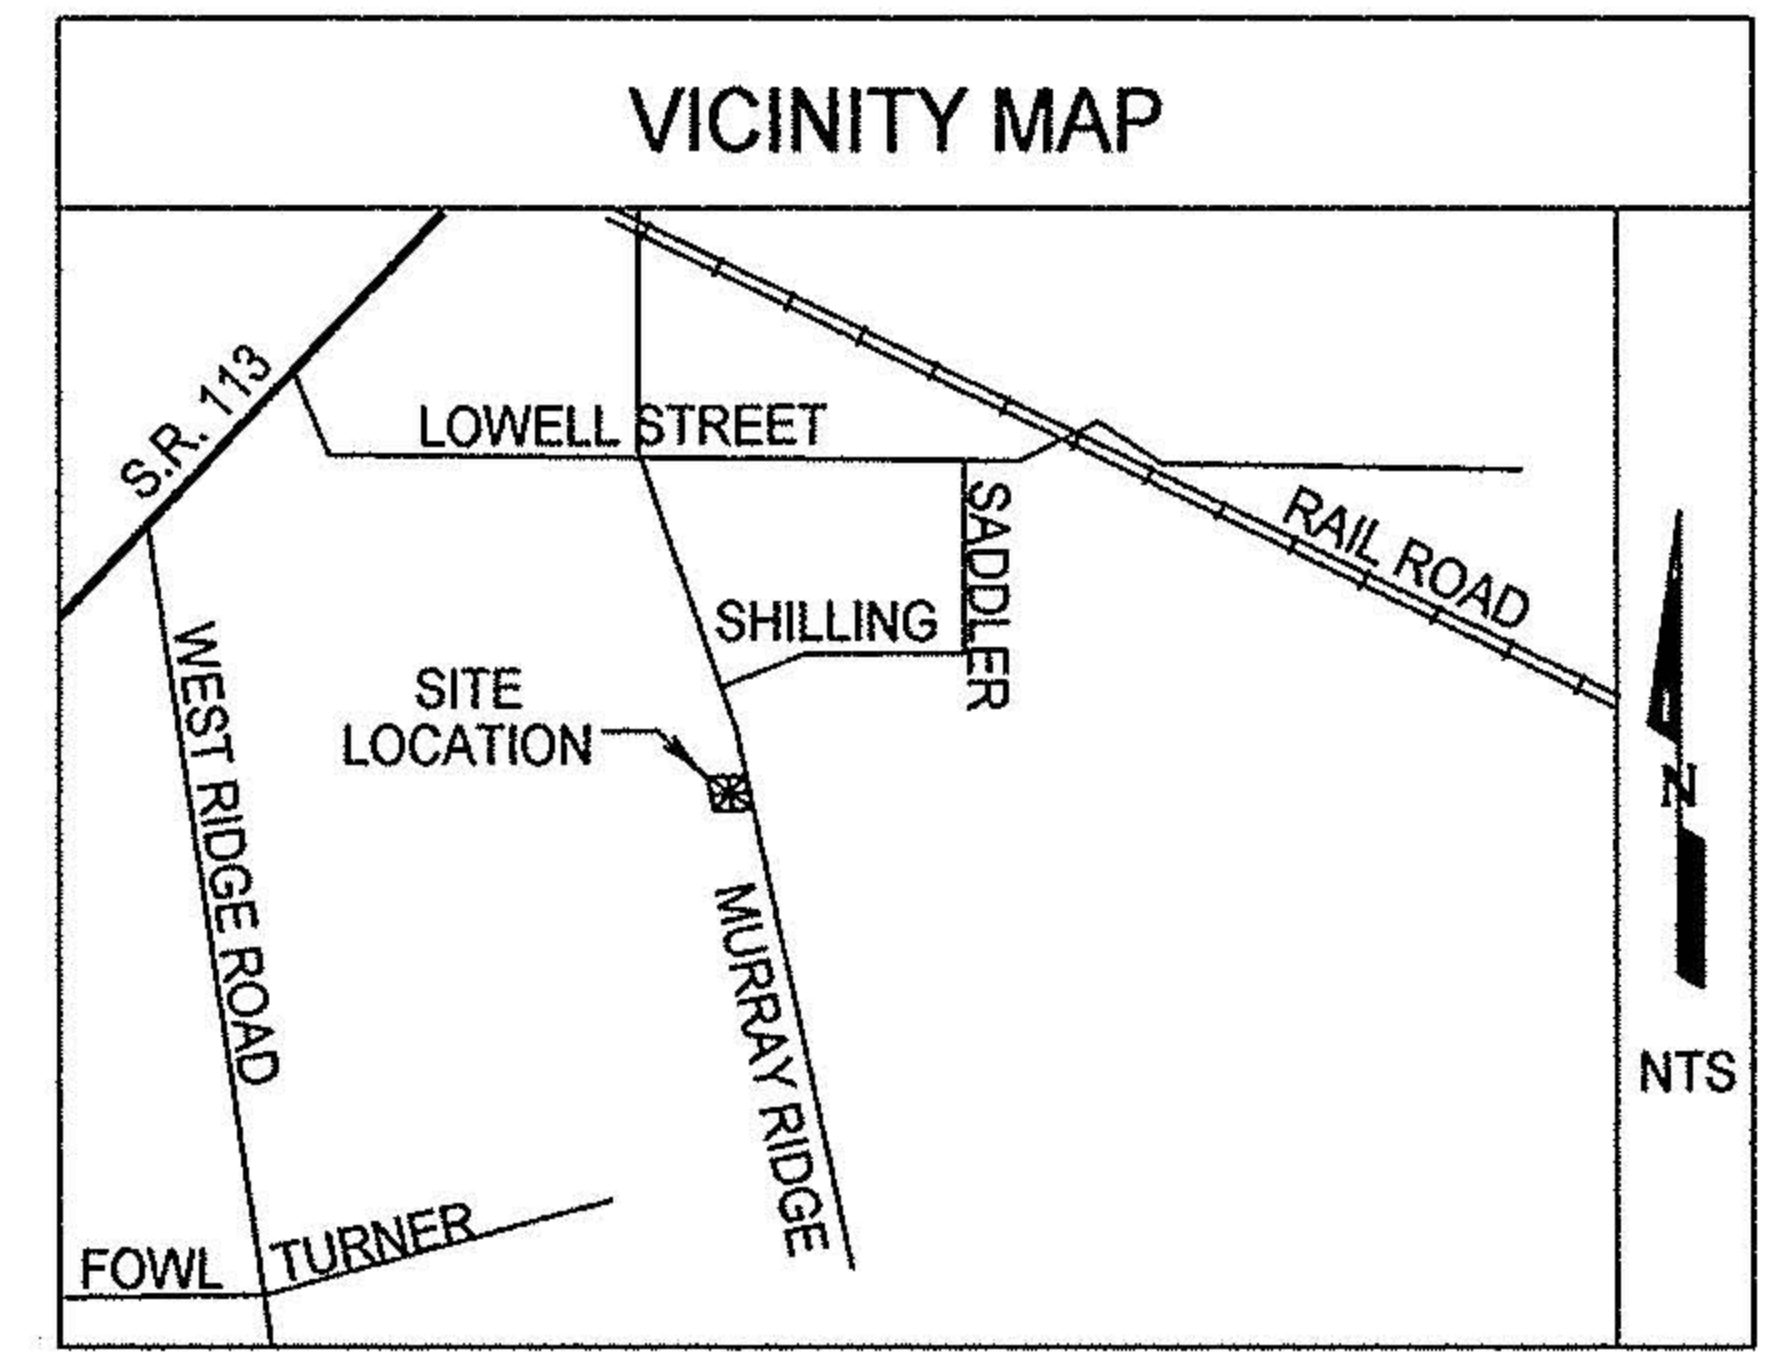 VICINITY MAP
S.R. 113
LOWELL STREET
SADDLER
RAIL ROAD
SHILLING
WEST RIDGE ROAD
SITE
LOCATION
N
MURRAY RIDGE
NTS
FOWL
TURNER